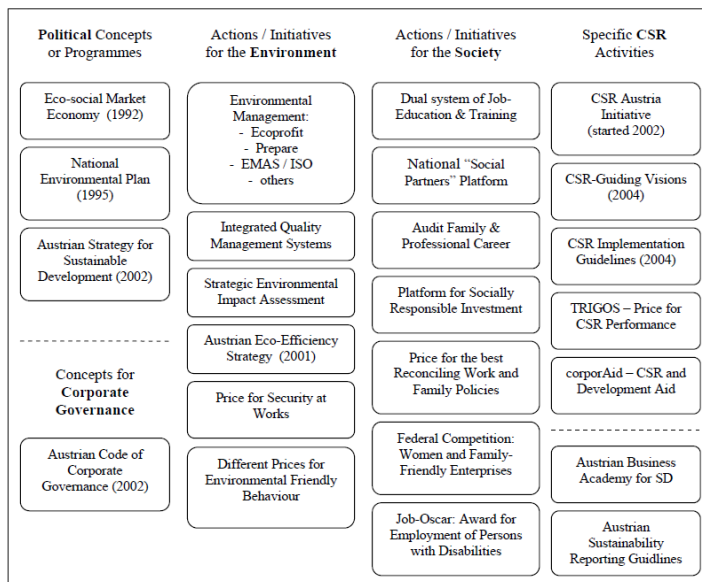 Political Concepts
or Programmes
Eco-social Market
Economy (1992)
National
Environmental Plan
(1995)
Austrian Strategy for
Sustainable
Development (2002)
Concepts for
Corporate
Governance
Austrian Code of
Corporate
Governance (2002)
Actions / Initiatives
for the Environment
Environmental
Management:
- Ecoprofit
- Prepare
- EMAS / ISO
- others
Integrated Quality
Management Systems
Strategic Environmental
Impact Assessment
Austrian Eco-Efficiency
Strategy (2001)
Price for Security at
Works
Different Prices for
Environmental Friendly
Behaviour
Actions / Initiatives
for the Society
Dual system of Job-
Education & Training
National “Social
Partners” Platform
Audit Family &
Professional Career
Platform for Socially
Responsible Investment
Price for the best
Reconciling Work and
Family Policies
Federal Competition:
Women and Family-
Friendly Enterprises
Job-Oscar: Award for
Employment of Persons
with Disabilities
Specific CSR
Activities
CSR Austria
Initiative
(started 2002)
CSR-Guiding Visions
(2004)
CSR Implementation
Guidelines (2004)
TRIGOS – Price for
CSR Performance
corporAid – CSR and
Development Aid
Austrian Business
Academy for SD
Austrian
Sustainability
Reporting Guidlines